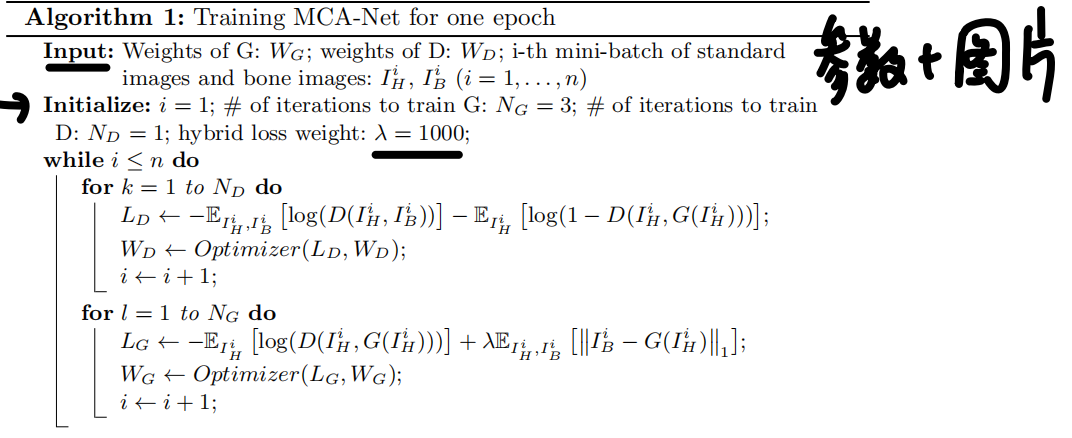 Algorithm 1: Training MCA-Net for one epoch
Input: Weights of G: W_G; weights of D: W_D; i-th mini-batch of standard
images and bone images: I_H^i, I_B^i (i = 1, . . . , n)
参数+图片
Initialize: i = 1; # of iterations to train G: N_G = 3; # of iterations to train
D: N_D = 1; hybrid loss weight: λ = 1000;
while i ≤ n do
for k = 1 to N_D do
L_D ← −𝔼_{I_H^i, I_B^i} [log(D(I_H^i, I_B^i))] − 𝔼_{I_H^i} [log(1 − D(I_H^i, G(I_H^i)))];
W_D ← Optimizer(L_D, W_D);
i ← i + 1;
for l = 1 to N_G do
L_G ← −𝔼_{I_H^i} [log(D(I_H^i, G(I_H^i)))] + λ𝔼_{I_H^i, I_B^i} [‖I_B^i − G(I_H^i)‖_1];
W_G ← Optimizer(L_G, W_G);
i ← i + 1;